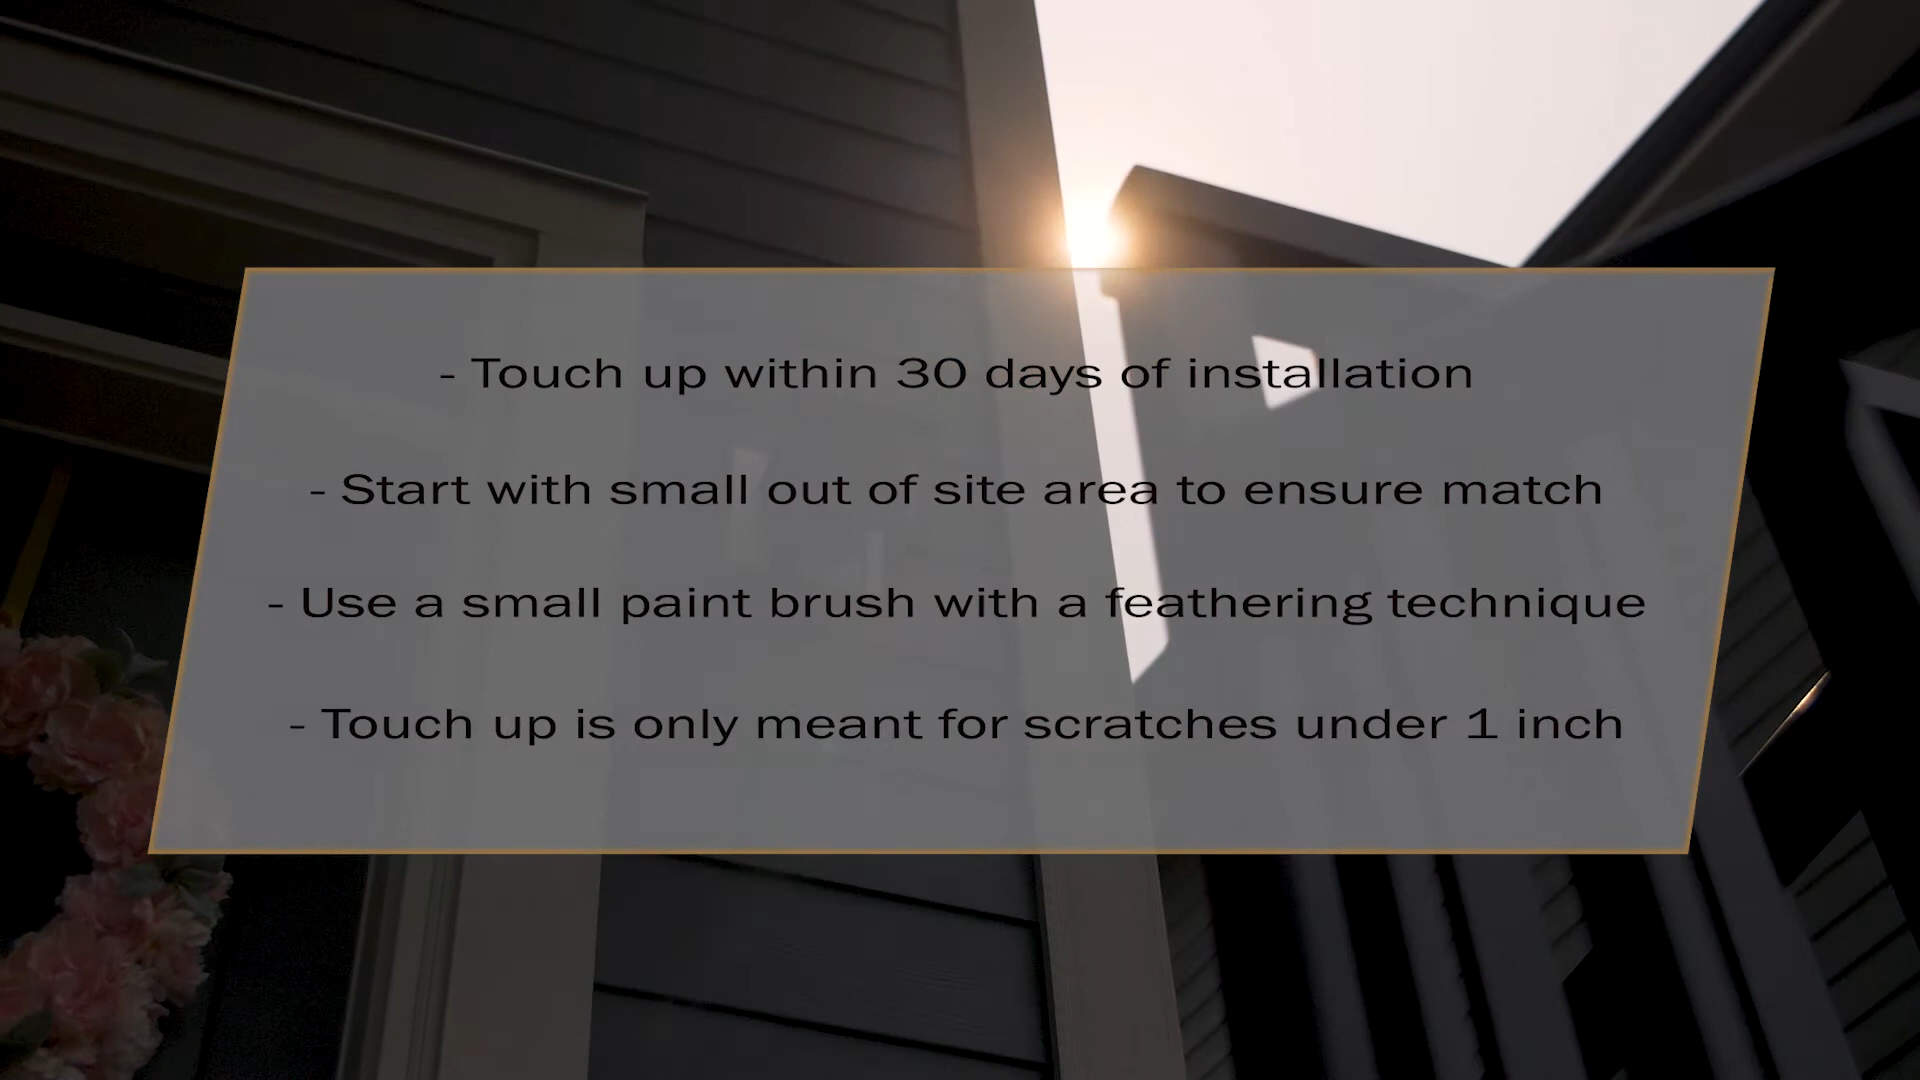 - Touch up within 30 days of installation
- Start with small out of site area to ensure match
- Use a small paint brush with a feathering technique
- Touch up is only meant for scratches under 1 inch